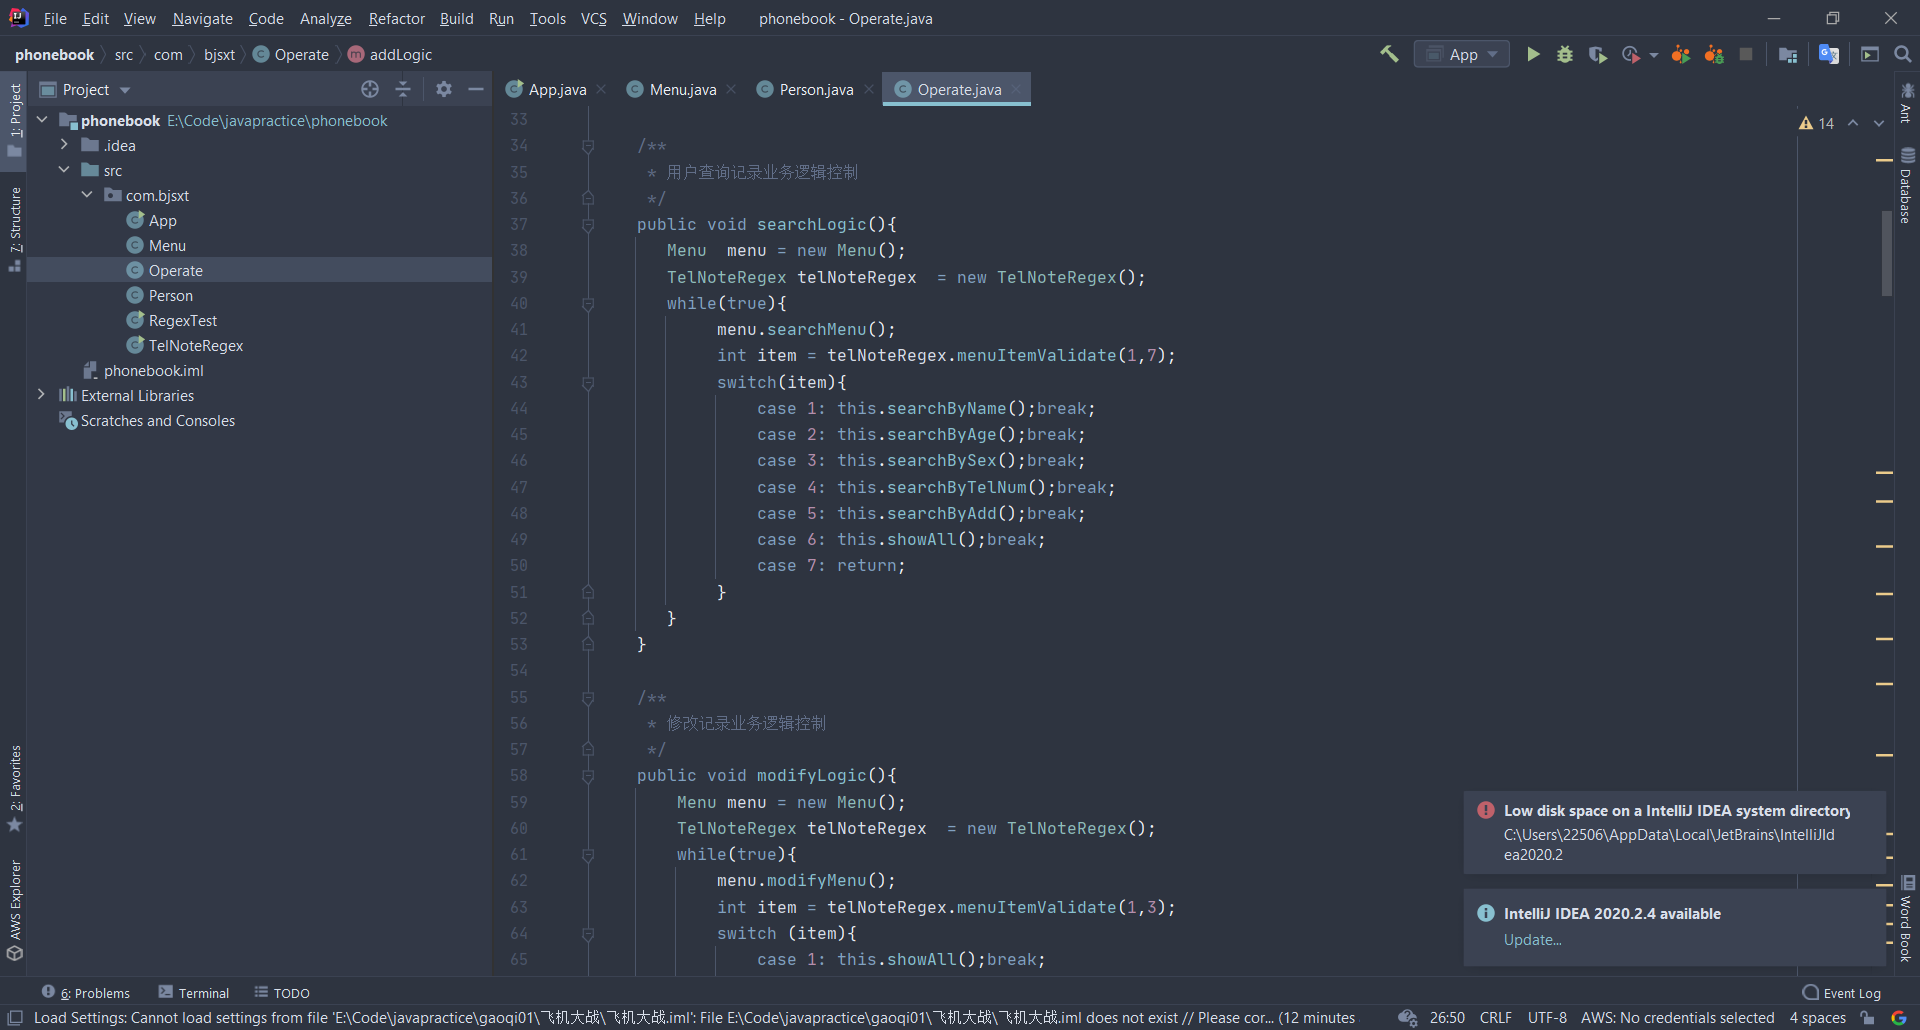 File Edit View Navigate Code Analyze Refactor Build Run Tools VCS Window Help phonebook - Operate.java
phonebook src com bjsxt Operate addLogic App
Project
App.java Menu.java Person.java Operate.java
1: Project
7: Structure
2: Favorites
AWS Explorer
phonebook E:\Code\javapractice\phonebook
.idea
src
com.bjsxt
App
Menu
Operate
Person
RegexTest
TelNoteRegex
phonebook.iml
External Libraries
Scratches and Consoles
14
33
34 /**
35 * 用户查询记录业务逻辑控制
36 */
37 public void searchLogic(){
38 Menu  menu = new Menu();
39 TelNoteRegex telNoteRegex  = new TelNoteRegex();
40 while(true){
41 menu.searchMenu();
42 int item = telNoteRegex.menuItemValidate(1,7);
43 switch(item){
44 case 1: this.searchByName();break;
45 case 2: this.searchByAge();break;
46 case 3: this.searchBySex();break;
47 case 4: this.searchByTelNum();break;
48 case 5: this.searchByAdd();break;
49 case 6: this.showAll();break;
50 case 7: return;
51 }
52 }
53 }
54
55 /**
56 * 修改记录业务逻辑控制
57 */
58 public void modifyLogic(){
59 Menu menu = new Menu();
60 TelNoteRegex telNoteRegex  = new TelNoteRegex();
61 while(true){
62 menu.modifyMenu();
63 int item = telNoteRegex.menuItemValidate(1,3);
64 switch (item){
65 case 1: this.showAll();break;
Ant
Database
Word Book
Low disk space on a IntelliJ IDEA system directory
C:\Users\22506\AppData\Local\JetBrains\IntelliJId
ea2020.2
IntelliJ IDEA 2020.2.4 available
Update...
6: Problems Terminal TODO Event Log
Load Settings: Cannot load settings from file 'E:\Code\javapractice\gaoqi01\飞机大战\飞机大战.iml': File E:\Code\javapractice\gaoqi01\飞机大战\飞机大战.iml does not exist // Please cor... (12 minutes 26:50 CRLF UTF-8 AWS: No credentials selected 4 spaces